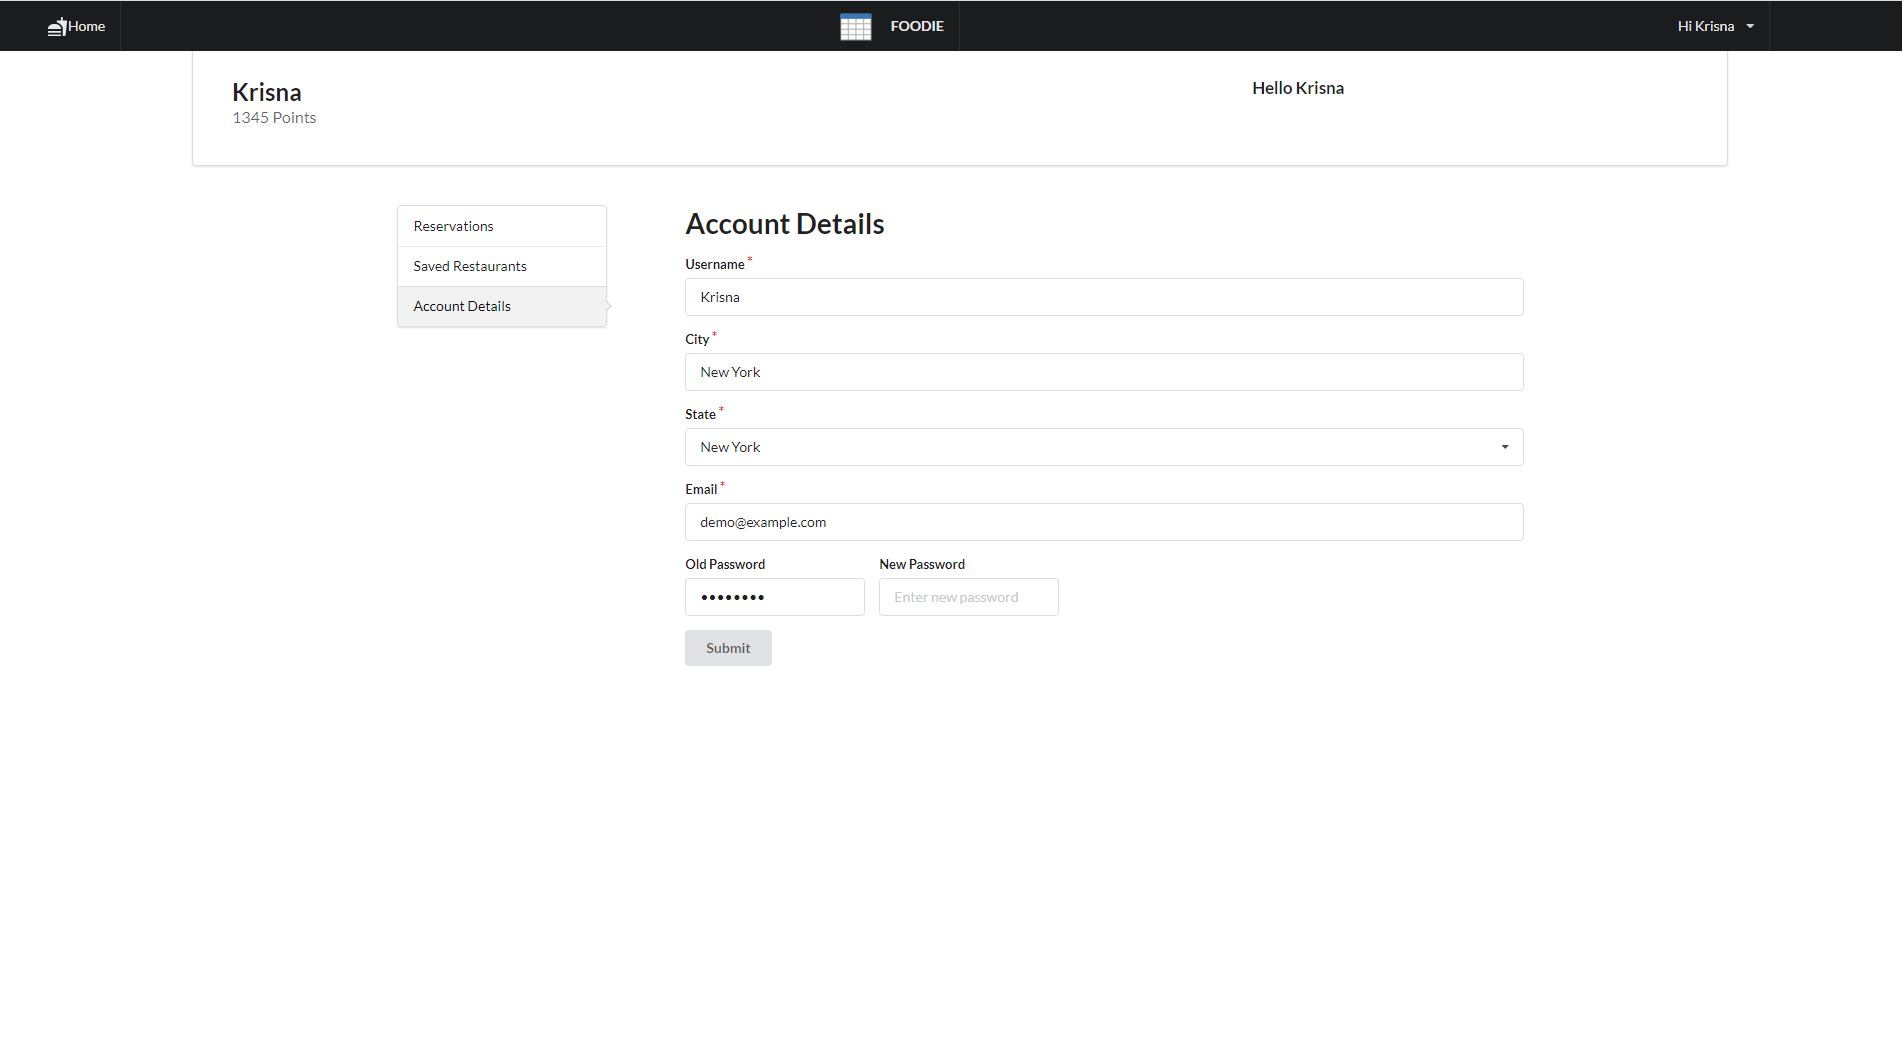 Home
FOODIE
Hi Krisna
Krisna
1345 Points
Hello Krisna
Reservations
Saved Restaurants
Account Details
Account Details
Username *
Krisna
City *
New York
State *
New York
Email *
demo@example.com
Old Password New Password
•••••••• Enter new password
Submit